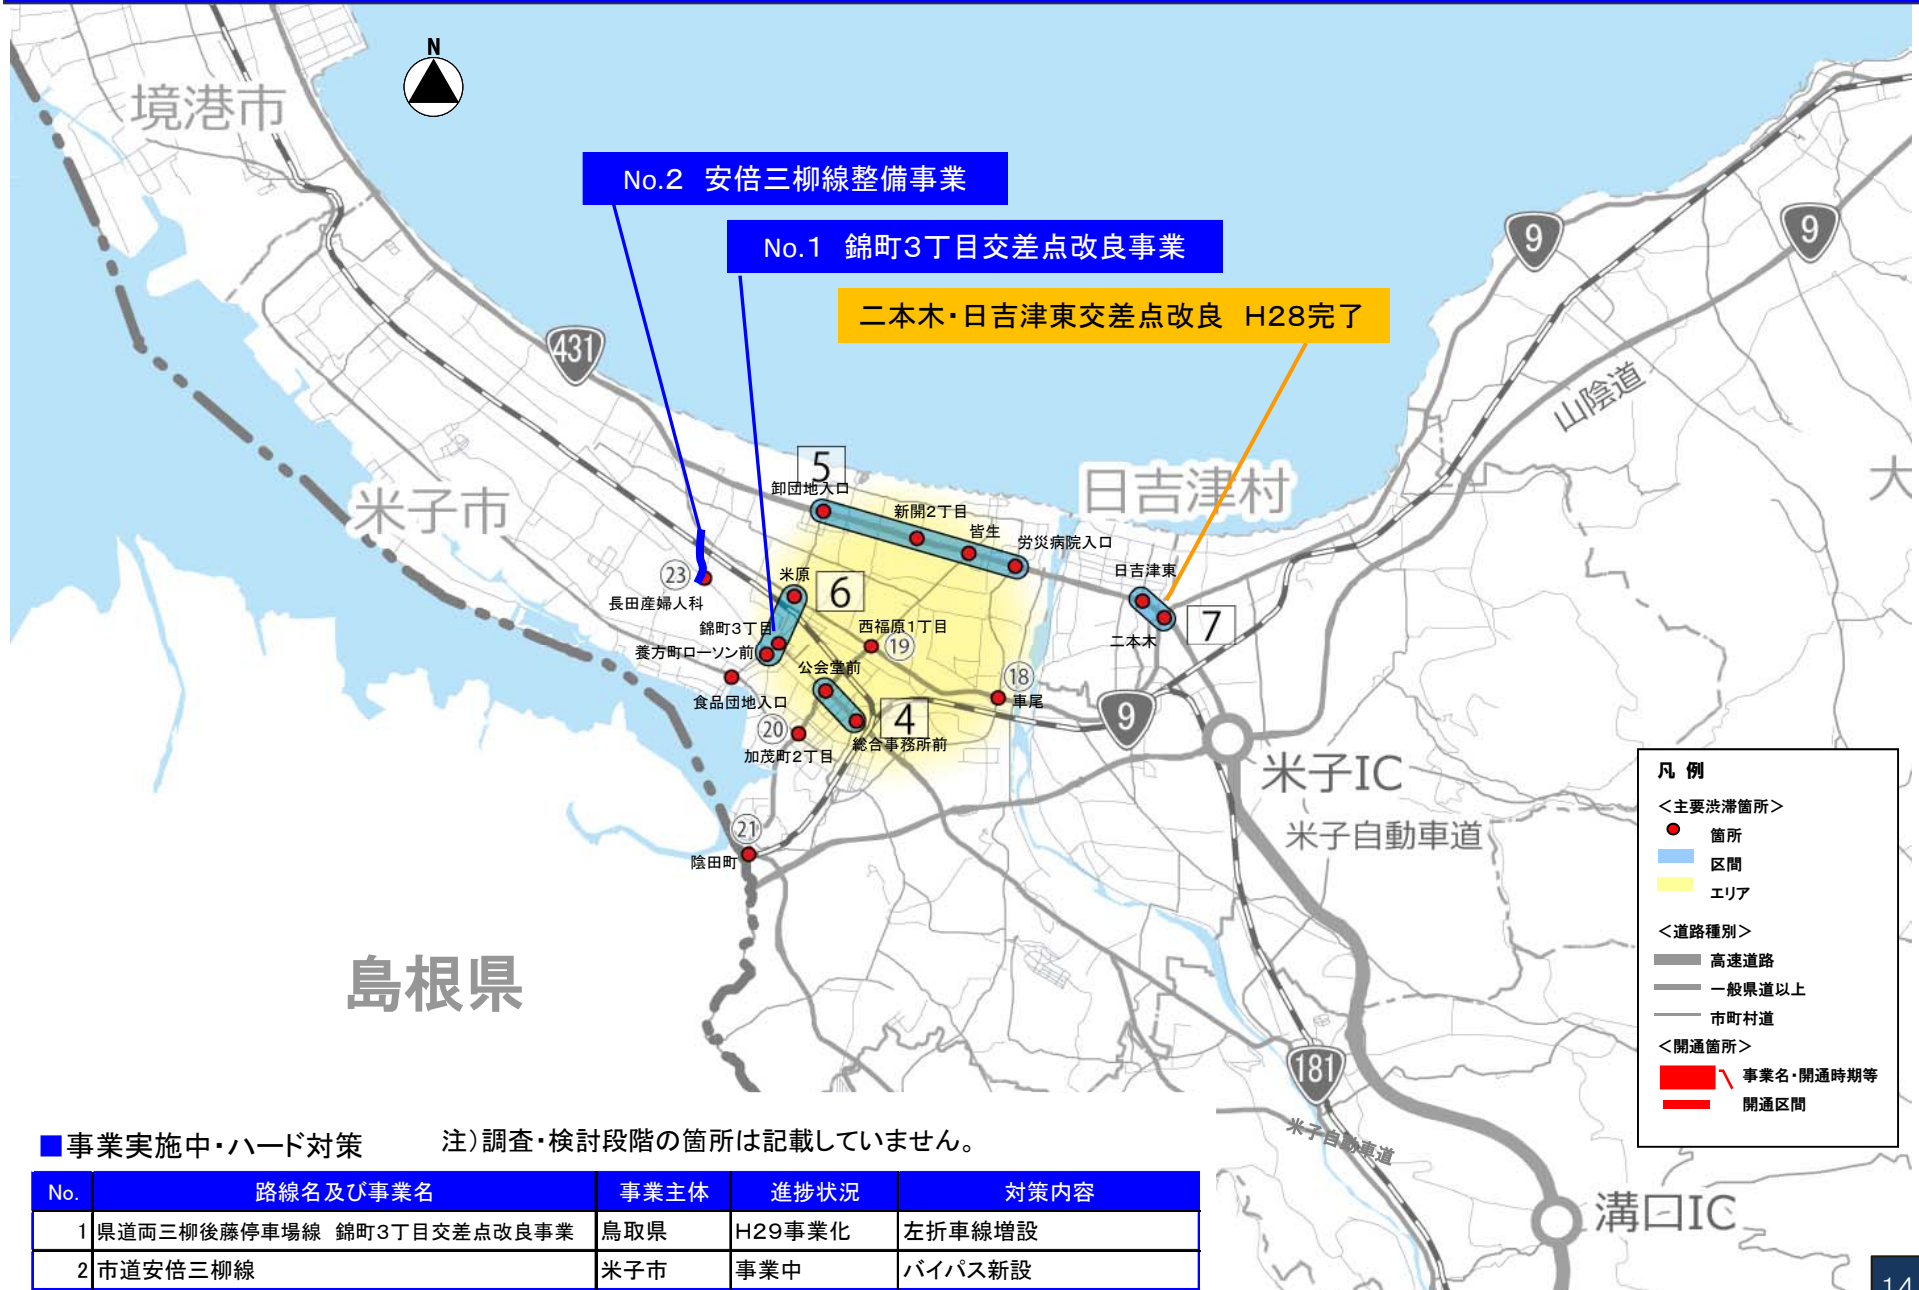 N
境港市
No.2 安倍三柳線整備事業
No.1 錦町3丁目交差点改良事業
二本木・日吉津東交差点改良 H28完了
9
9
431
山陰道
大
米子市
日吉津村
5
卸団地入口
新開2丁目
皆生
労災病院入口
23
長田産婦人科
米原
6
日吉津東
7
二本木
錦町3丁目
西福原1丁目
19
養方町ローソン前
公会堂前
18
車尾
食品団地入口
4
9
20
総合事務所前
加茂町2丁目
米子IC
米子自動車道
21
陰田町
島根県
181
米子自動車道
溝口IC
凡 例
<主要渋滞箇所>
箇所
区間
エリア
<道路種別>
高速道路
一般県道以上
市町村道
<開通箇所>
事業名・開通時期等
開通区間
■事業実施中・ハード対策 注)調査・検討段階の箇所は記載していません。
No. 路線名及び事業名 事業主体 進捗状況 対策内容
1 県道両三柳後藤停車場線 錦町3丁目交差点改良事業 鳥取県 H29事業化 左折車線増設
2 市道安倍三柳線 米子市 事業中 バイパス新設
14